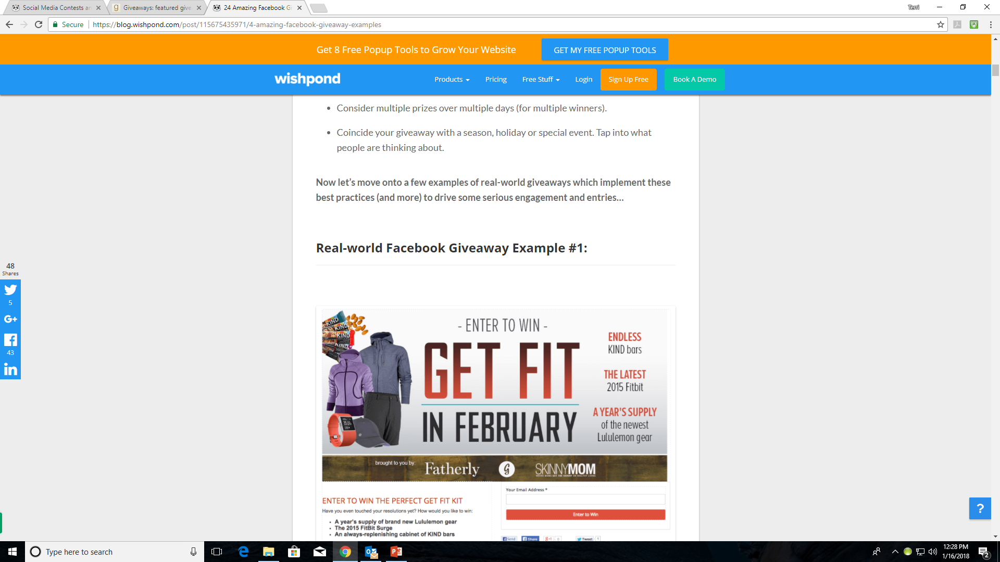 Social Media Contests an
Giveaways: featured give
24 Amazing Facebook G
Terri
Secure
https://blog.wishpond.com/post/115675435971/4-amazing-facebook-giveaway-examples
Get 8 Free Popup Tools to Grow Your Website
GET MY FREE POPUP TOOLS
wishpond
Products
Pricing
Free Stuff
Login
Sign Up Free
Book A Demo
Consider multiple prizes over multiple days (for multiple winners).
Coincide your giveaway with a season, holiday or special event. Tap into what
people are thinking about.
Now let's move onto a few examples of real-world giveaways which implement these
best practices (and more) to drive some serious engagement and entries...
Real-world Facebook Giveaway Example #1:
48
Shares
5
G+
43
in
KIND
KIND
KIND
KIND
- ENTER TO WIN -
GET FIT
IN FEBRUARY
ENDLESS
KIND bars
THE LATEST
2015 Fitbit
A YEAR'S SUPPLY
of the newest
Lululemon gear
brought to you by:
Fatherly
SKINNYMOM
ENTER TO WIN THE PERFECT GET FIT KIT
Have you even touched your resolutions yet? How would you like to win:
A year's supply of brand new Lululemon gear
The 2015 FitBit Surge
An always-replenishing cabinet of KIND bars
Your Email Address *
Enter to Win
Send
Share
g+1
0
Tweet
1
?
Type here to search
12:28 PM
1/16/2018
2